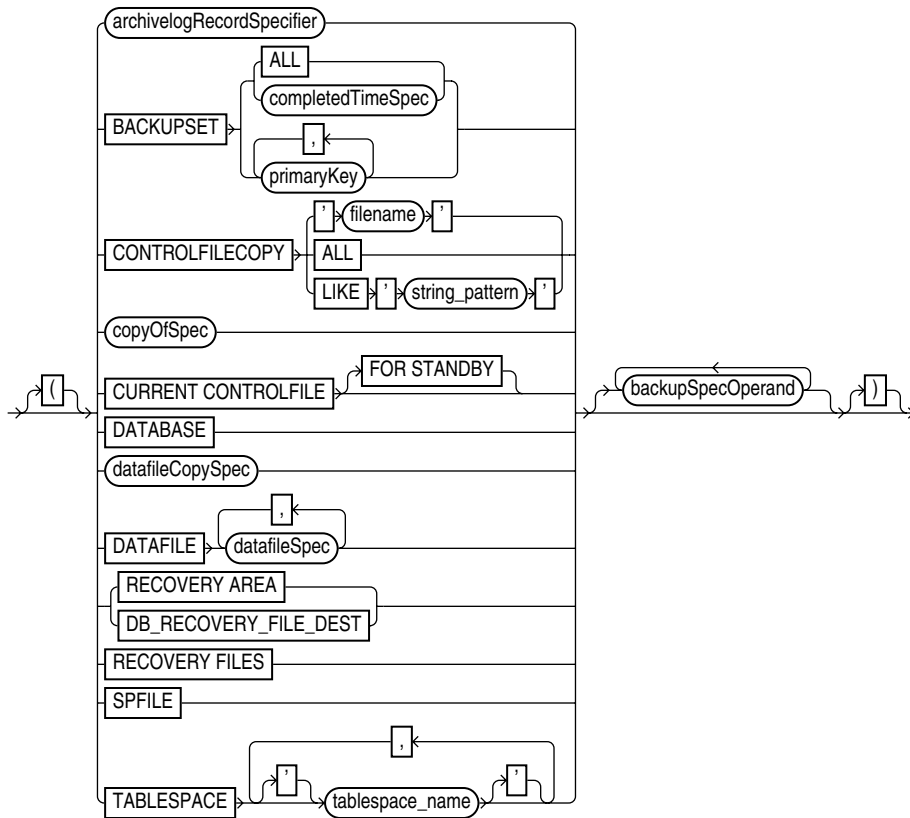 archivelogRecordSpecifier
ALL
completedTimeSpec
BACKUPSET
,
primaryKey
' filename '
CONTROLFILECOPY ALL
LIKE ' string_pattern '
copyOfSpec
FOR STANDBY
( CURRENT CONTROLFILE backupSpecOperand )
DATABASE
datafileCopySpec
,
DATAFILE datafileSpec
RECOVERY AREA
DB_RECOVERY_FILE_DEST
RECOVERY FILES
SPFILE
,
' '
TABLESPACE tablespace_name